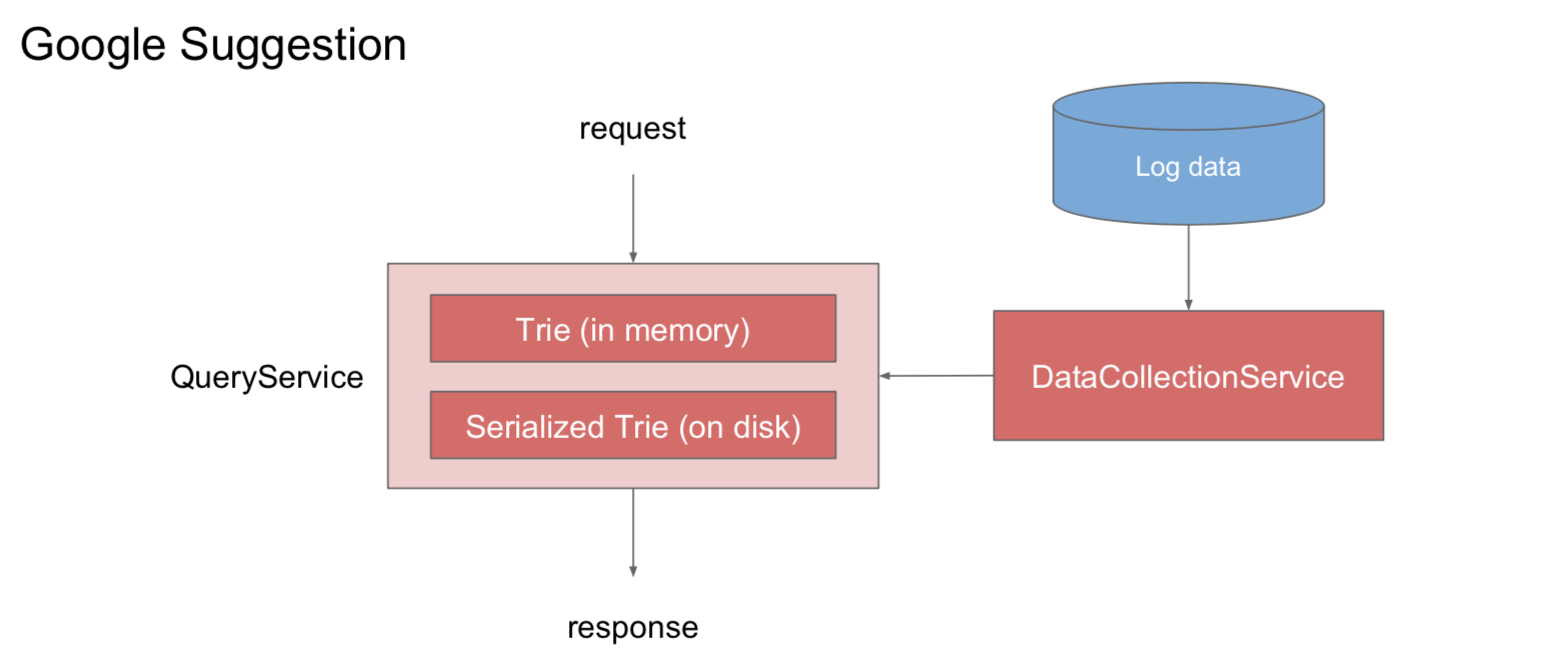 Google Suggestion
request
Log data
Trie (in memory)
QueryService
DataCollectionService
Serialized Trie (on disk)
response